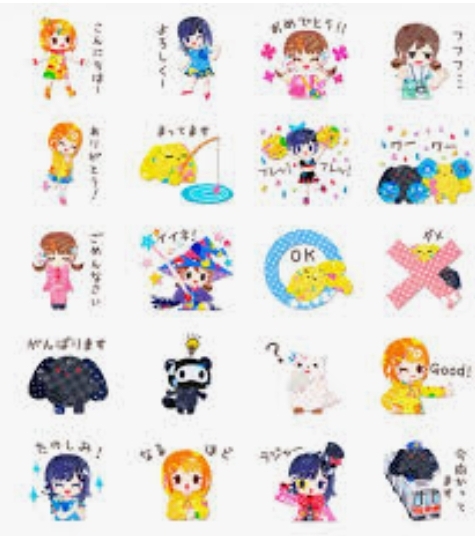 こんにちはー
よろしくー
おめでとう!!
フフフ…
ありがとう!
まってます
フレッ! フレッ!
ワー ワー
ごめんなさい
イイネ!
OK
ダメ
がんばります
?
Good!
たのしみ!
なるほど
ラジャー
今向かってます